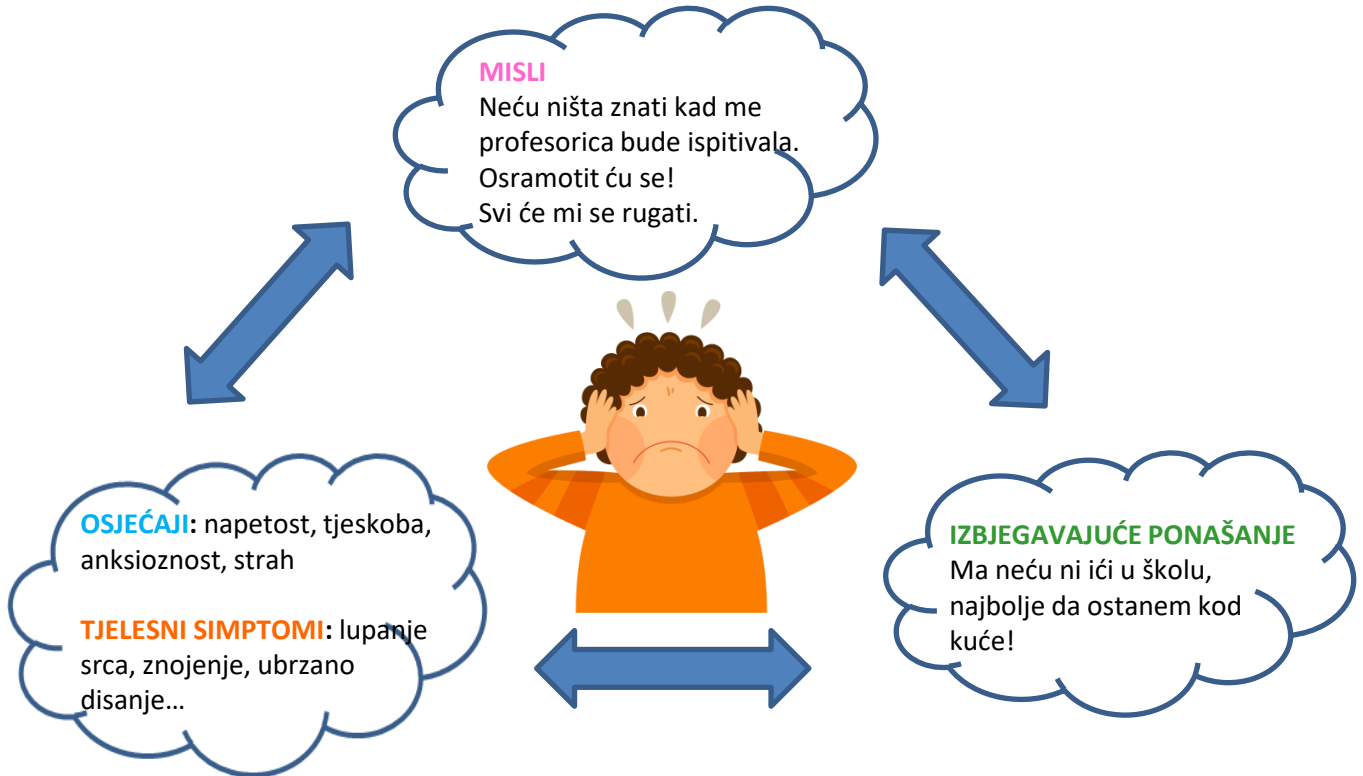 MISLI
Neću ništa znati kad me
profesorica bude ispitivala.
Osramotit ću se!
Svi će mi se rugati.
OSJEĆAJI: napetost, tjeskoba,
anksioznost, strah
TJELESNI SIMPTOMI: lupanje
srca, znojenje, ubrzano
disanje…
IZBJEGAVAJUĆE PONAŠANJE
Ma neću ni ići u školu,
najbolje da ostanem kod
kuće!